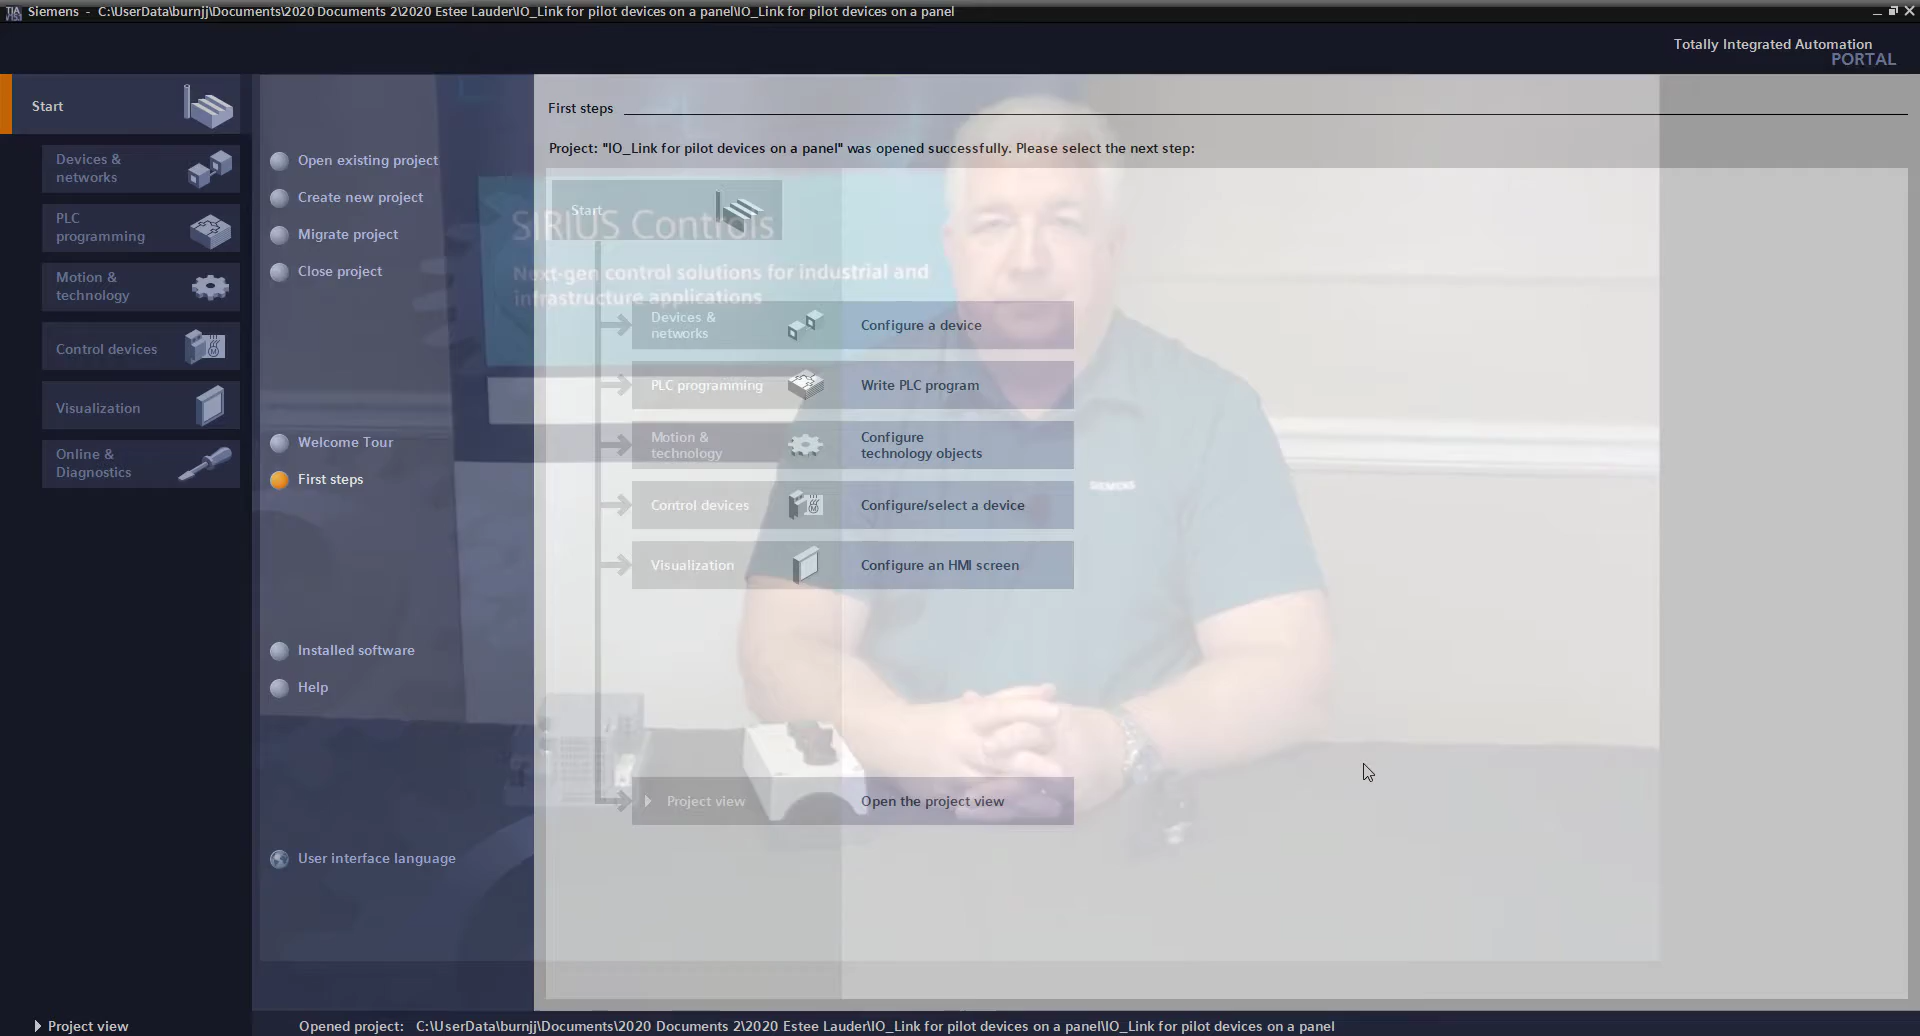 Siemens - C:\UserData\burnjj\Documents\2020 Documents 2\2020 Estee Lauder\IO_Link for pilot devices on a panel\IO_Link for pilot devices on a panel
Totally Integrated Automation
PORTAL
Start
Devices &
networks
PLC
programming
Motion &
technology
Control devices
Visualization
Online &
Diagnostics
Open existing project
Create new project
Migrate project
Close project
Welcome Tour
First steps
Installed software
Help
User interface language
First steps
Project: "IO_Link for pilot devices on a panel" was opened successfully. Please select the next step:
Start
SIRIUS Controls
Next-gen control solutions for industrial and
infrastructure applications
Devices &
networks
Configure a device
PLC programming
Write PLC program
Motion &
technology
Configure
technology objects
Control devices
Configure/select a device
Visualization
Configure an HMI screen
SIEMENS
Project view
Open the project view
Project view
Opened project: C:\UserData\burnjj\Documents\2020 Documents 2\2020 Estee Lauder\IO_Link for pilot devices on a panel\IO_Link for pilot devices on a panel